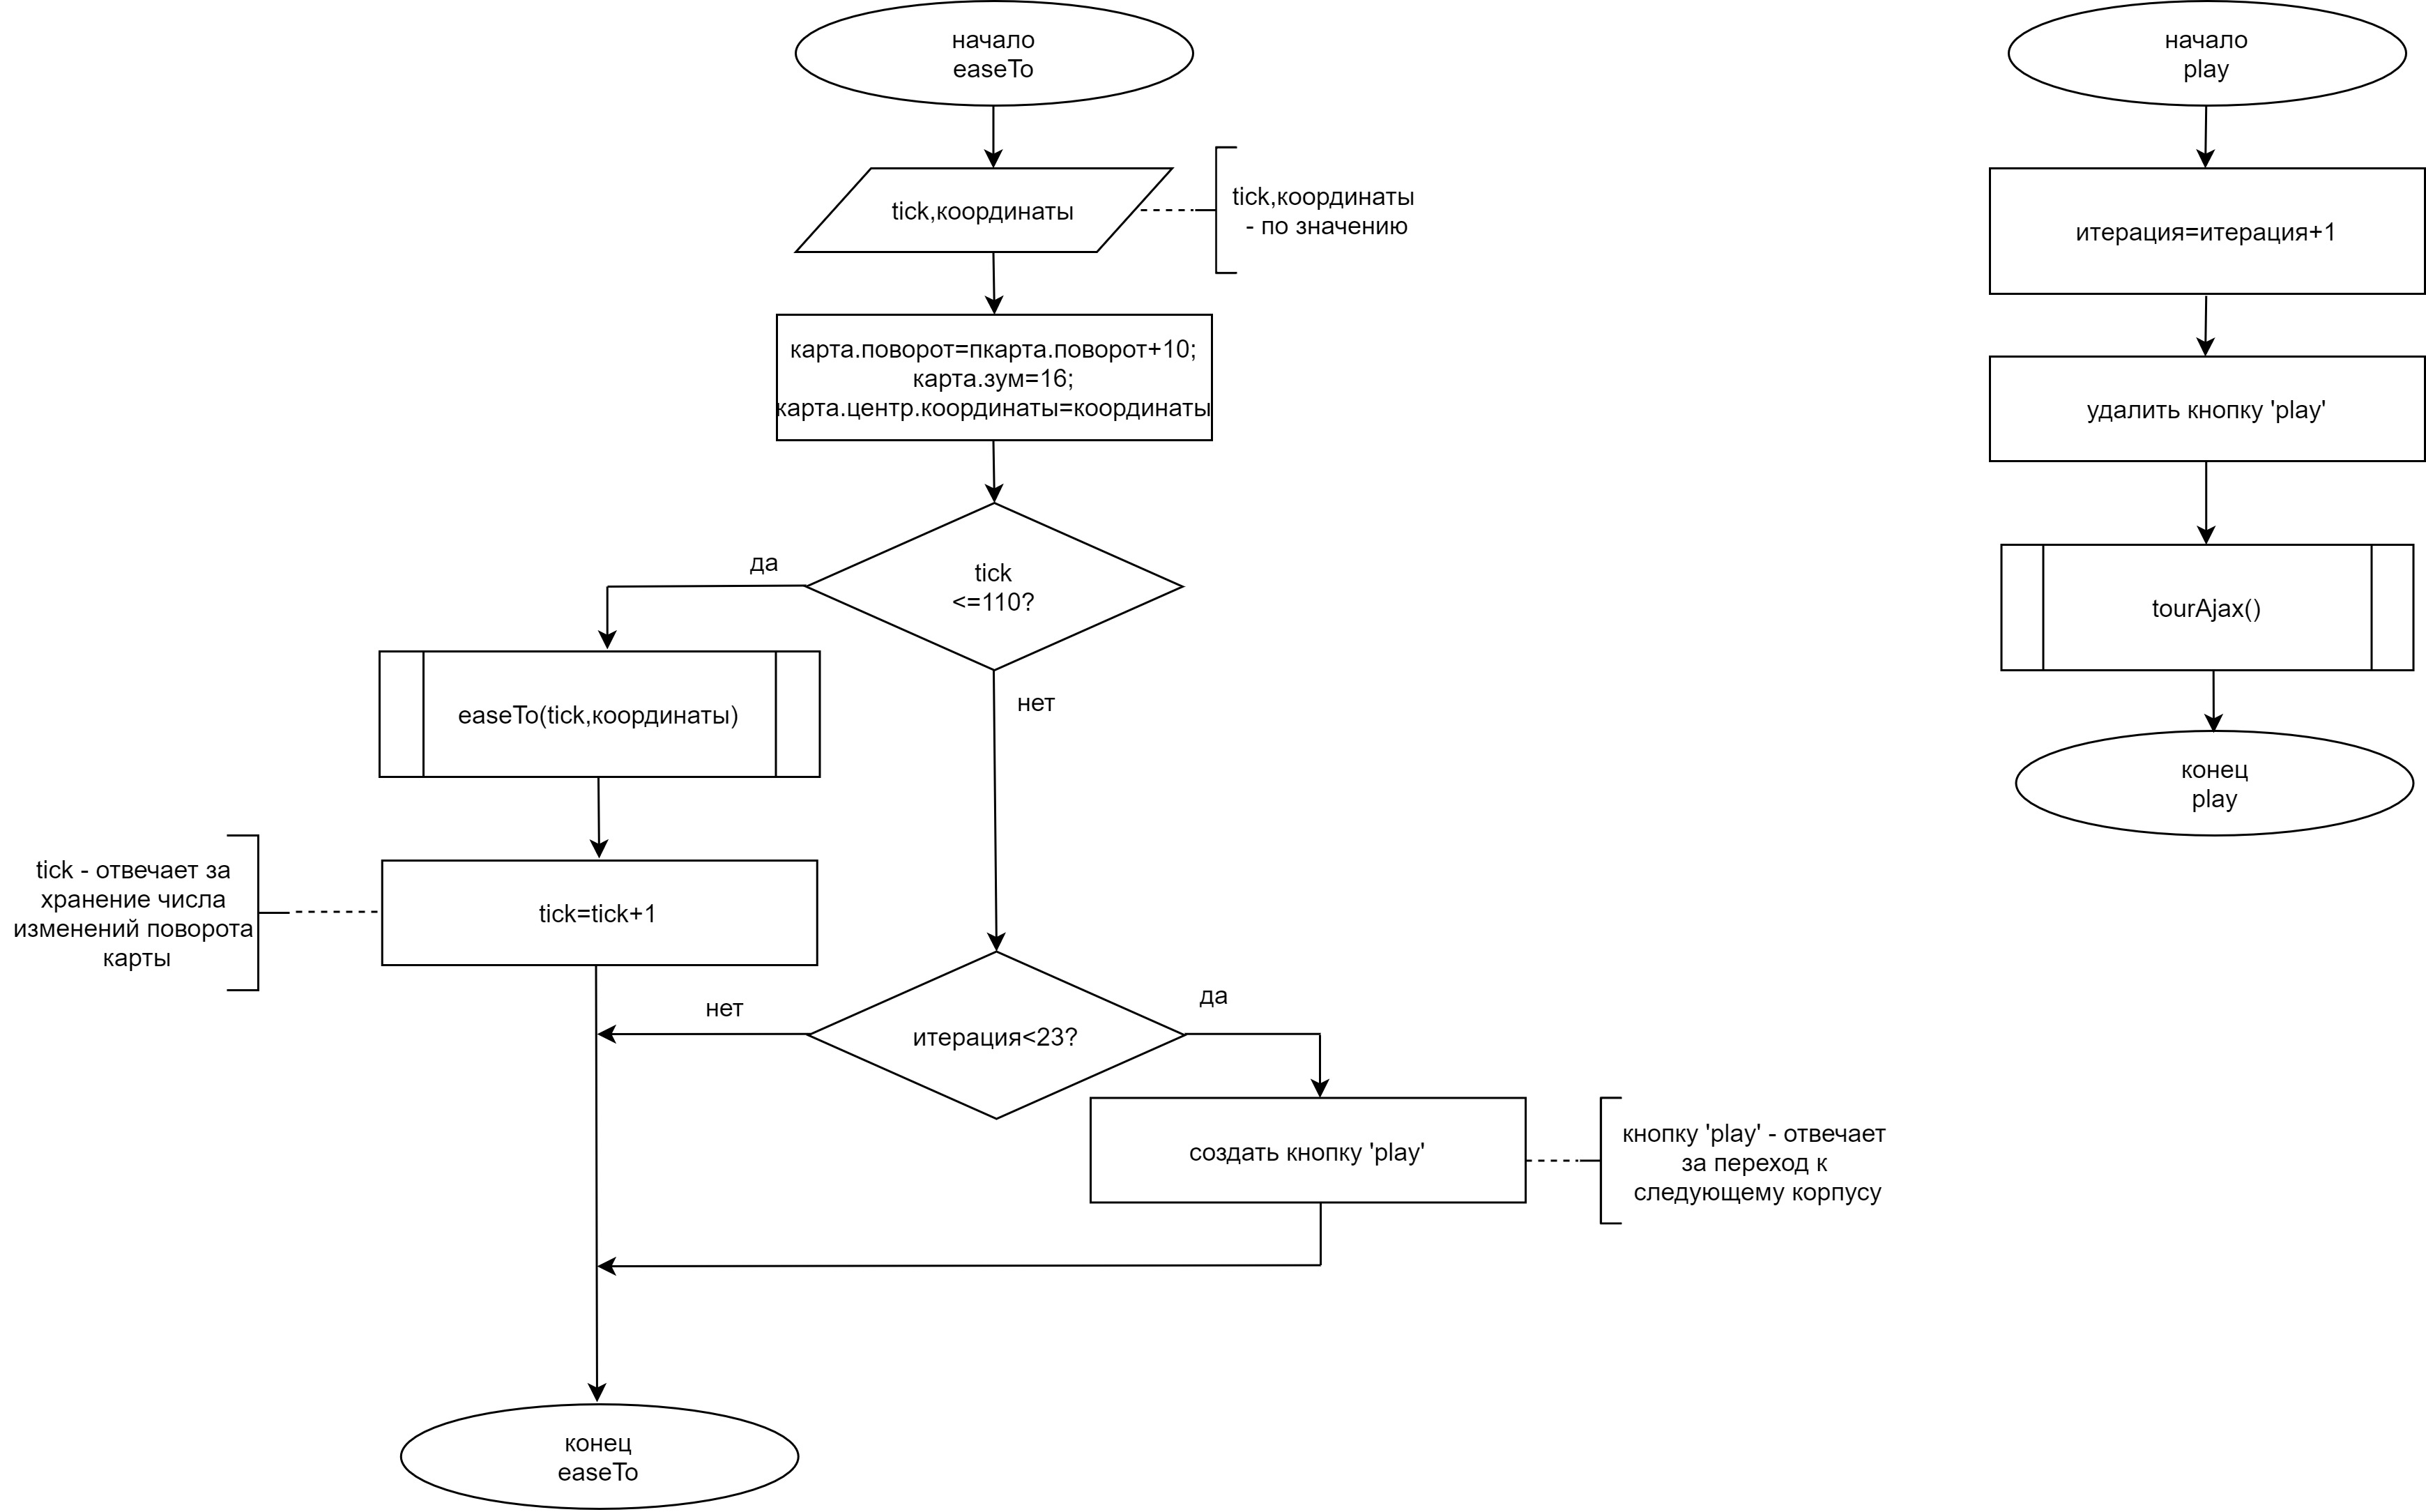 начало
easeTo
tick,координаты
tick,координаты
- по значению
карта.поворот=пкарта.поворот+10;
карта.зум=16;
карта.центр.координаты=координаты
tick
<=110?
да
нет
easeTo(tick,координаты)
tick=tick+1
tick - отвечает за
хранение числа
изменений поворота
карты
итерация<23?
нет
да
создать кнопку 'play'
кнопку 'play' - отвечает
за переход к
следующему корпусу
конец
easeTo
начало
play
итерация=итерация+1
удалить кнопку 'play'
tourAjax()
конец
play